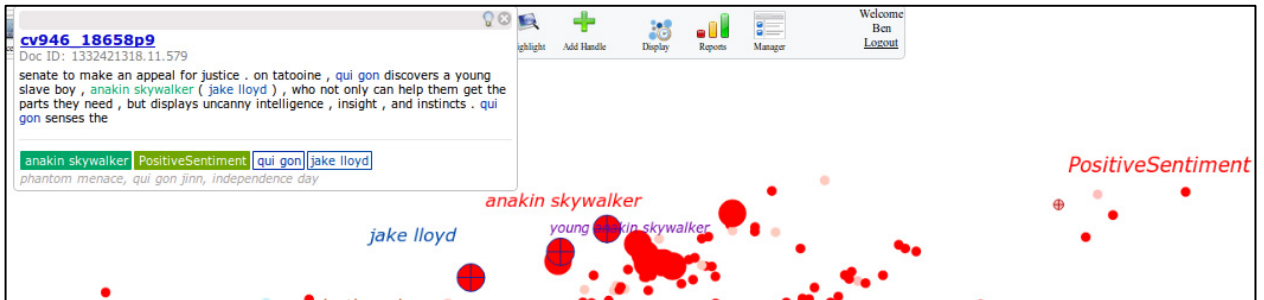 cv946_18658p9
Doc ID: 1332421318.11.579
senate to make an appeal for justice . on tatooine , qui gon discovers a young
slave boy , anakin skywalker ( jake lloyd ) , who not only can help them get the
parts they need , but displays uncanny intelligence , insight , and instincts . qui
gon senses the
anakin skywalker PositiveSentiment qui gon jake lloyd
phantom menace, qui gon jinn, independence day
ghlight Add Handle Display Reports Manager
Welcome
Ben
Logout
PositiveSentiment
anakin skywalker
young anakin skywalker
jake lloyd